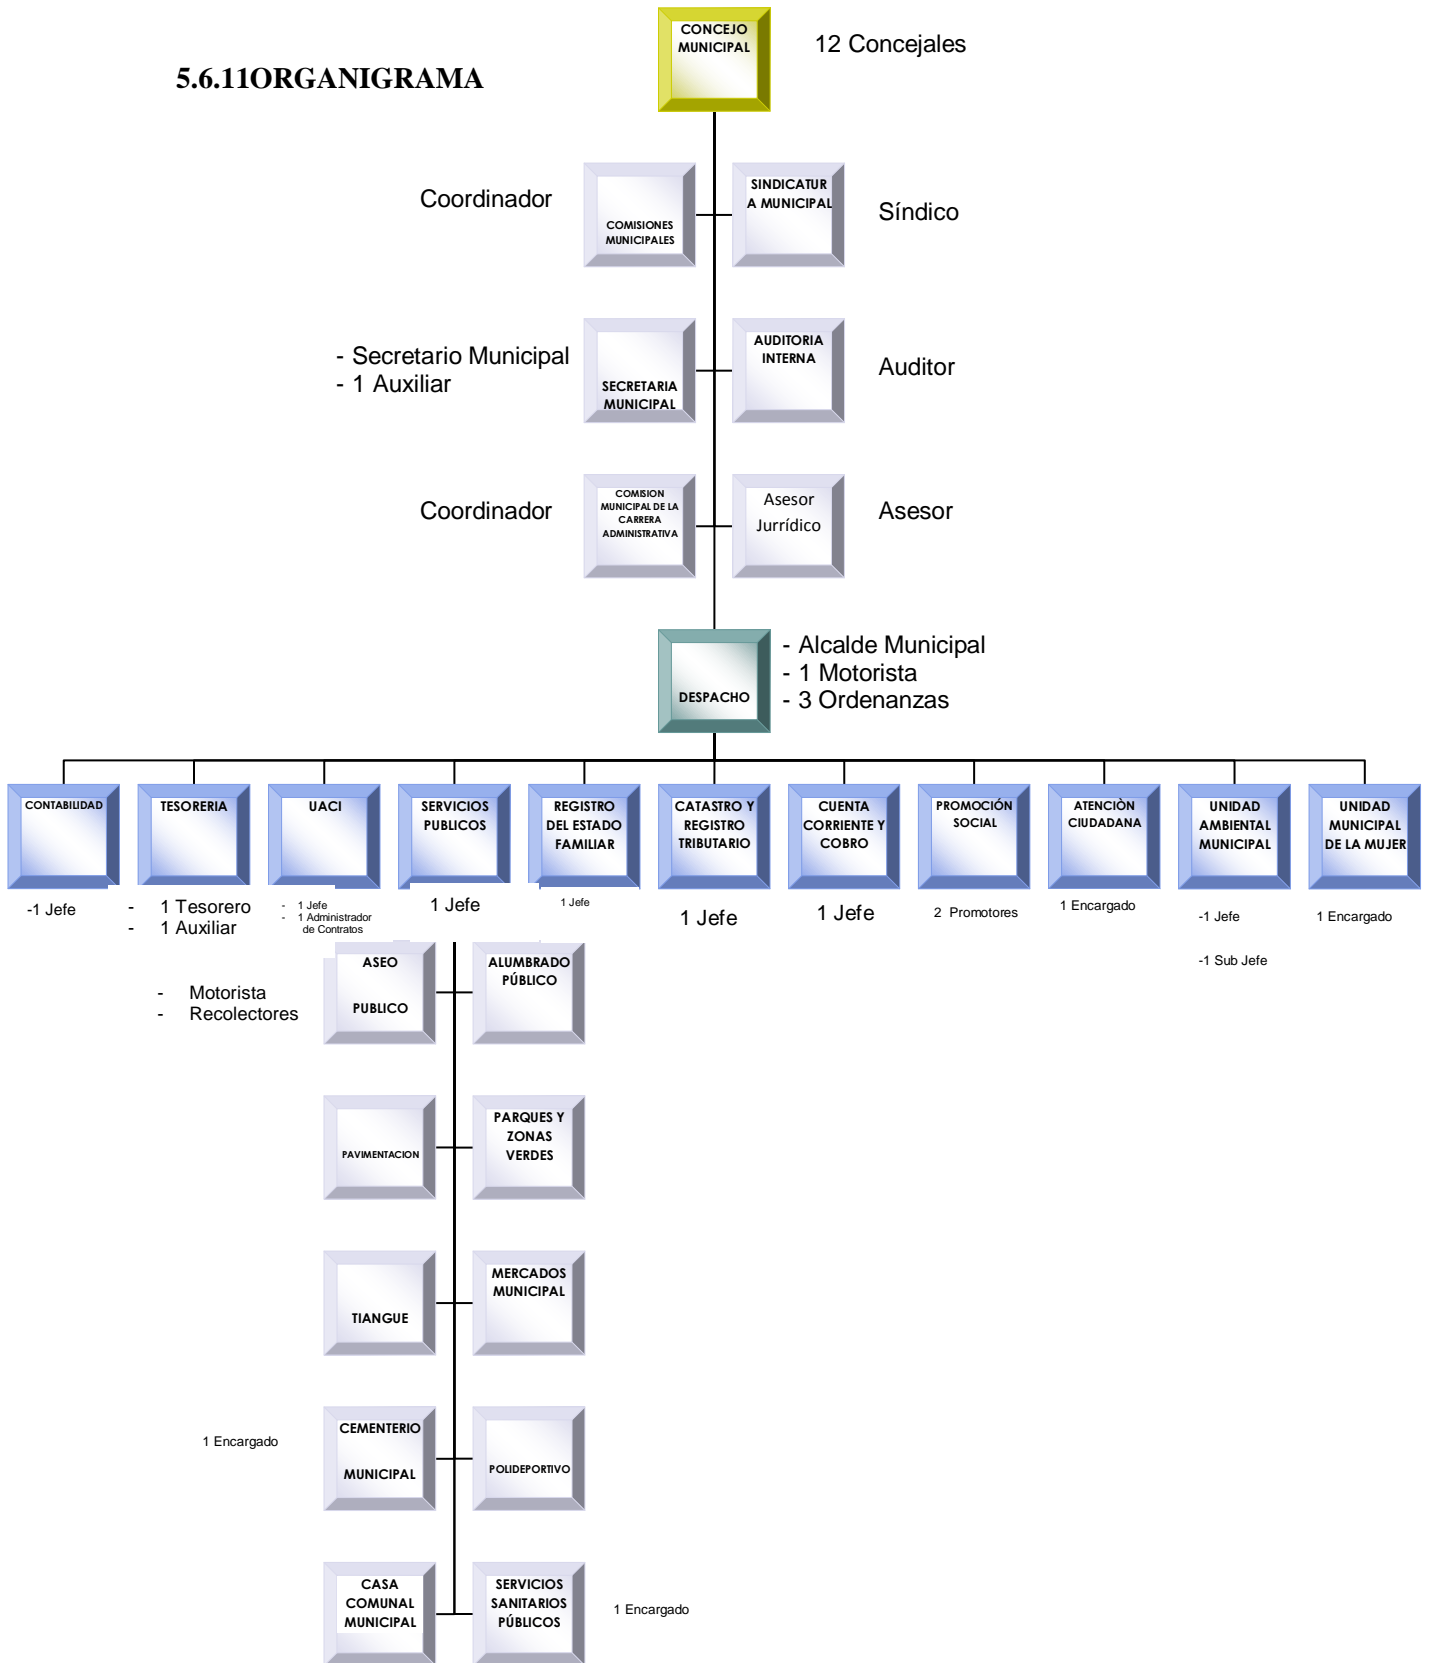 CONCEJO
MUNICIPAL
12 Concejales
5.6.11ORGANIGRAMA
Coordinador
COMISIONES
MUNICIPALES
SINDICATUR
A MUNICIPAL
Síndico
- Secretario Municipal
- 1 Auxiliar
SECRETARIA
MUNICIPAL
AUDITORIA
INTERNA
Auditor
Coordinador
COMISION
MUNICIPAL DE LA
CARRERA
ADMINISTRATIVA
Asesor
Jurrídico
Asesor
DESPACHO
- Alcalde Municipal
- 1 Motorista
- 3 Ordenanzas
CONTABILIDAD
-1 Jefe
TESORERIA
- 1 Tesorero
- 1 Auxiliar
UACI
- 1 Jefe
- 1 Administrador
de Contratos
SERVICIOS
PUBLICOS
1 Jefe
REGISTRO
DEL ESTADO
FAMILIAR
1 Jefe
CATASTRO Y
REGISTRO
TRIBUTARIO
1 Jefe
CUENTA
CORRIENTE Y
COBRO
1 Jefe
PROMOCIÓN
SOCIAL
2 Promotores
ATENCIÒN
CIUDADANA
1 Encargado
UNIDAD
AMBIENTAL
MUNICIPAL
-1 Jefe
-1 Sub Jefe
UNIDAD
MUNICIPAL
DE LA MUJER
1 Encargado
- Motorista
- Recolectores
ASEO
PUBLICO
ALUMBRADO
PÚBLICO
PAVIMENTACION
PARQUES Y
ZONAS
VERDES
TIANGUE
MERCADOS
MUNICIPAL
1 Encargado
CEMENTERIO
MUNICIPAL
POLIDEPORTIVO
CASA
COMUNAL
MUNICIPAL
SERVICIOS
SANITARIOS
PÚBLICOS
1 Encargado